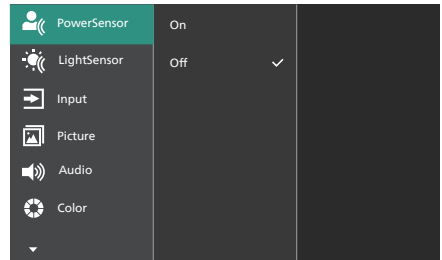 PowerSensor
On
LightSensor
Off
Input
Picture
Audio
Color